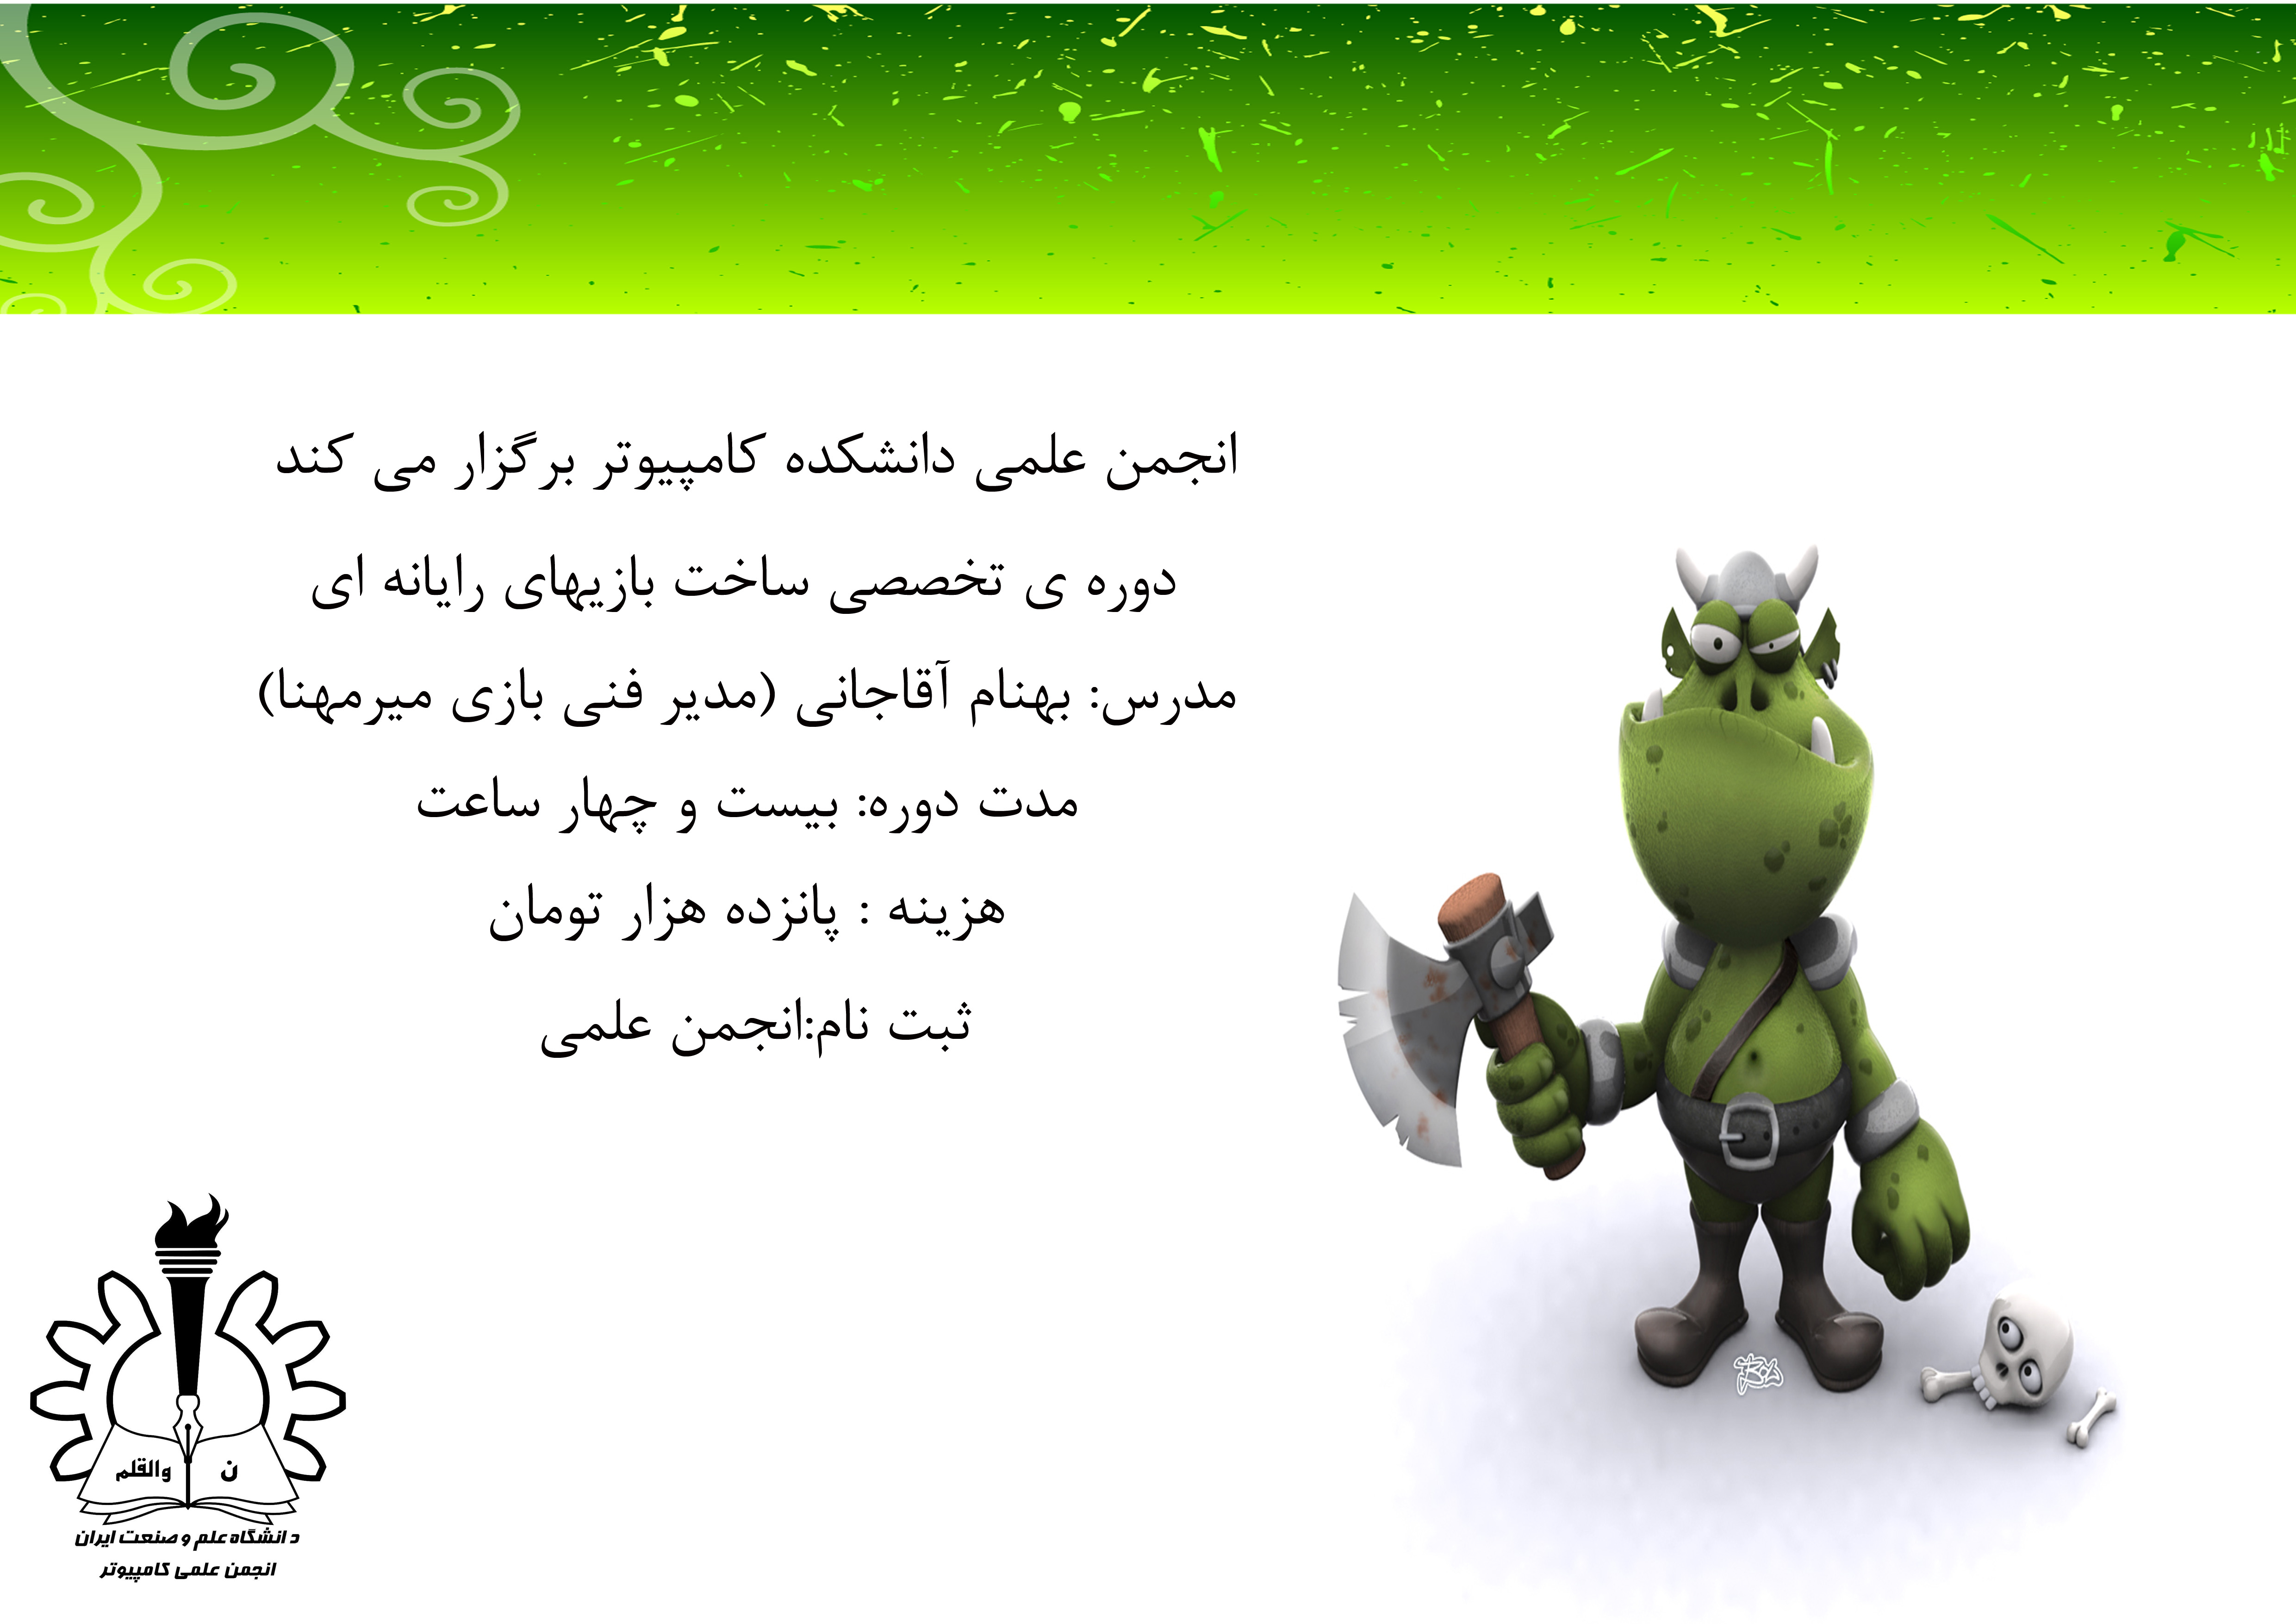 انجمن علمی دانشکده کامپیوتر برگزار می کند
دوره ی تخصصی ساخت بازیهای رایانه ای
مدرس: بهنام آقاجانی (مدیر فنی بازی میرمهنا)
مدت دوره: بیست و چهار ساعت
هزینه : پانزده هزار تومان
ثبت نام:انجمن علمی
ن والقلم
دانشگاه علم و صنعت ایران
انجمن علمی کامپیوتر